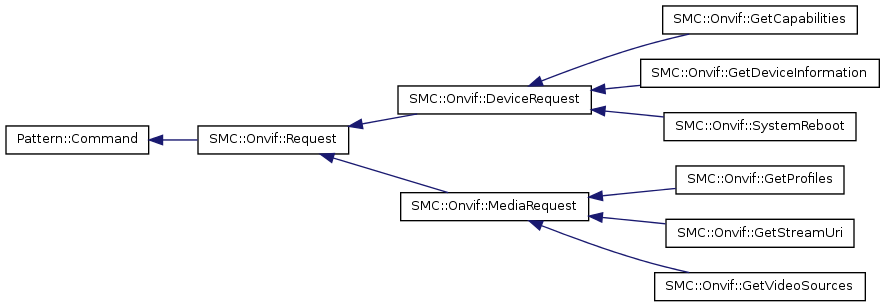 Pattern::Command
SMC::Onvif::Request
SMC::Onvif::DeviceRequest
SMC::Onvif::MediaRequest
SMC::Onvif::GetCapabilities
SMC::Onvif::GetDeviceInformation
SMC::Onvif::SystemReboot
SMC::Onvif::GetProfiles
SMC::Onvif::GetStreamUri
SMC::Onvif::GetVideoSources